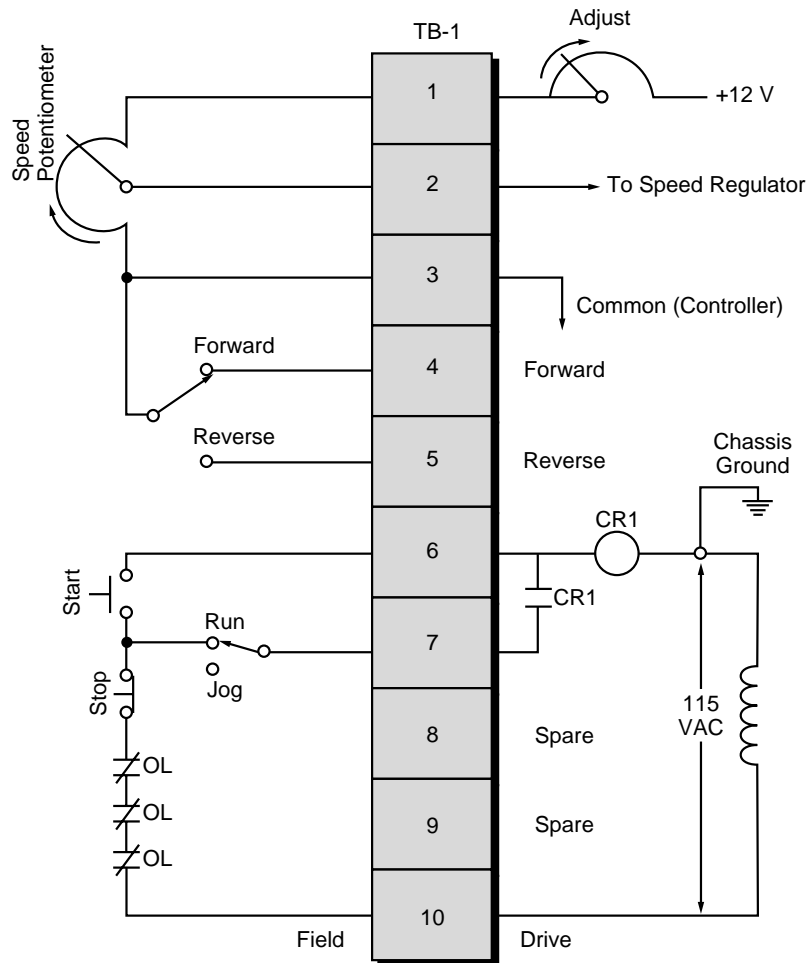 TB-1
Adjust
1
+12 V
Speed
Potentiometer
2
To Speed Regulator
3
Common (Controller)
Forward
4
Forward
Reverse
5
Reverse
Chassis
Ground
CR1
6
Start
CR1
Run
7
Jog
Stop
115
VAC
8
Spare
OL
OL
9
Spare
OL
10
Field
Drive